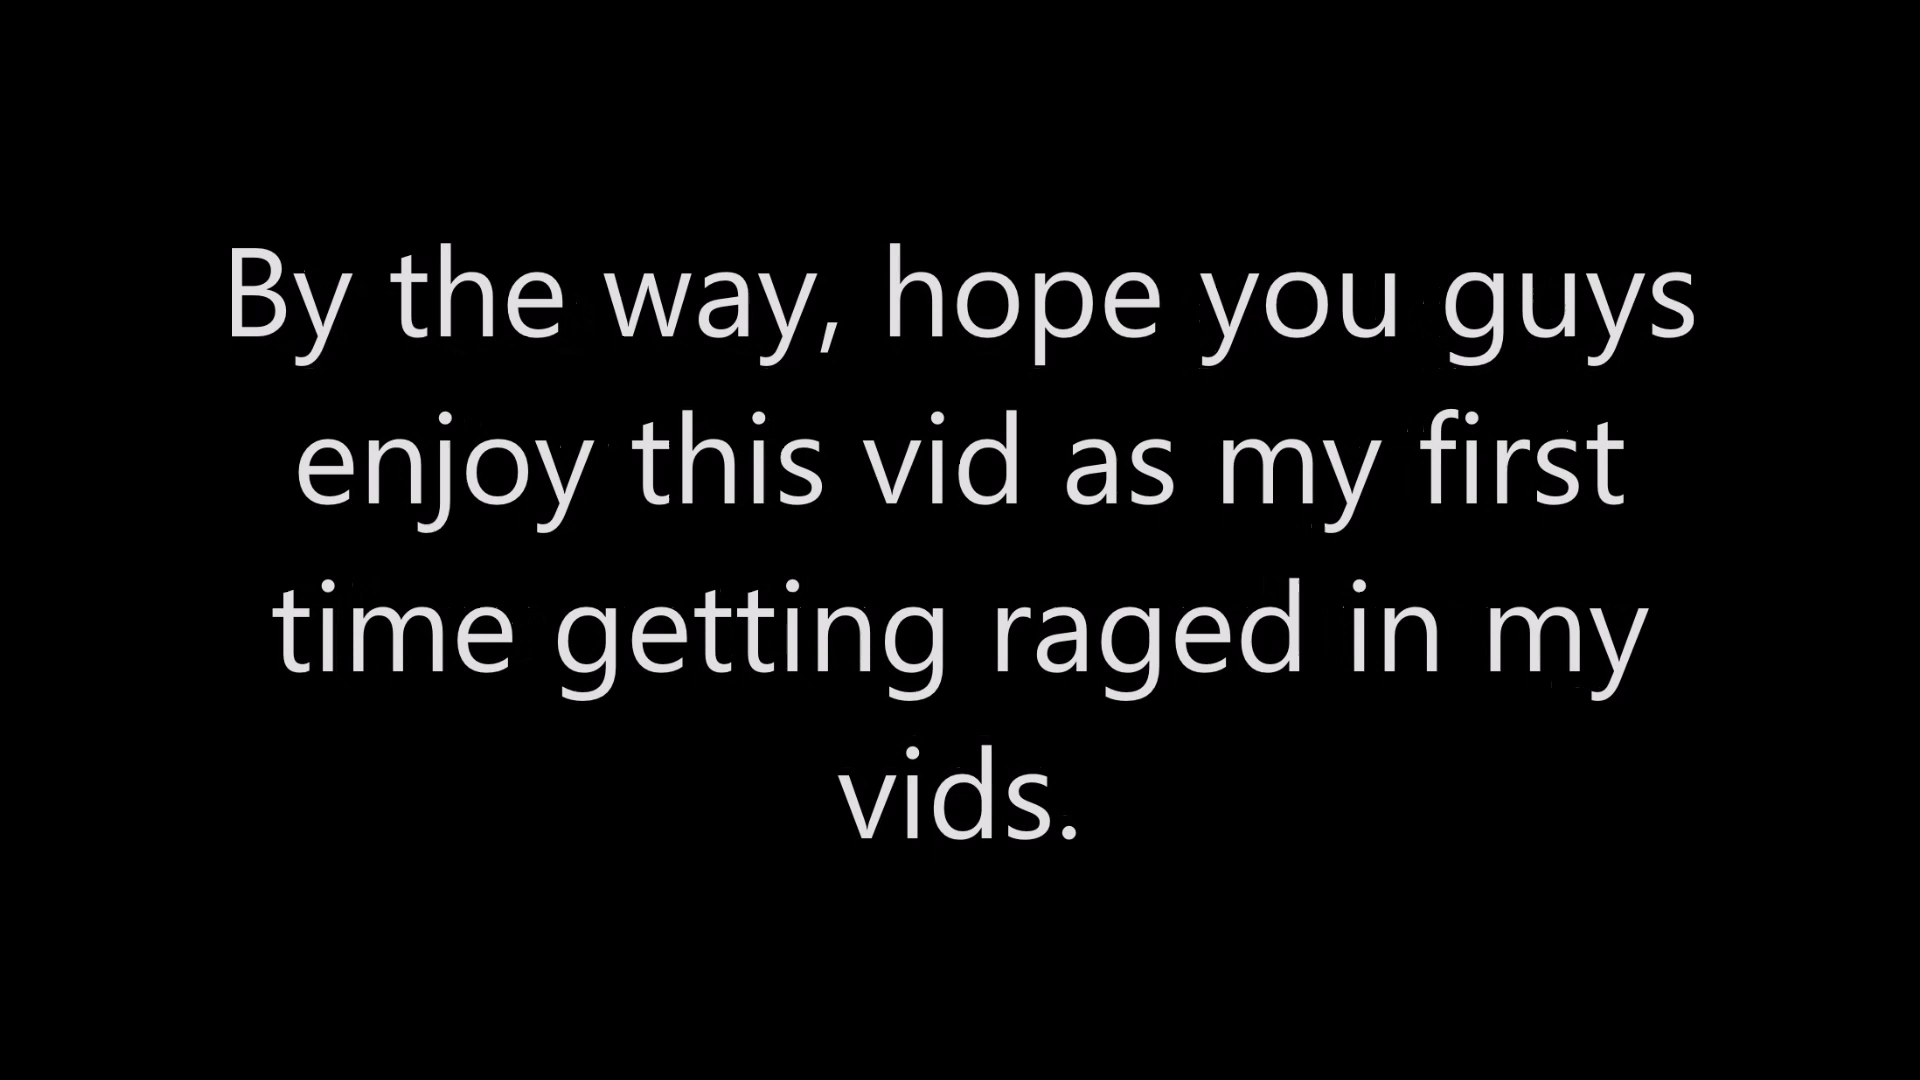 By the way, hope you guys
enjoy this vid as my first
time getting raged in my
vids.